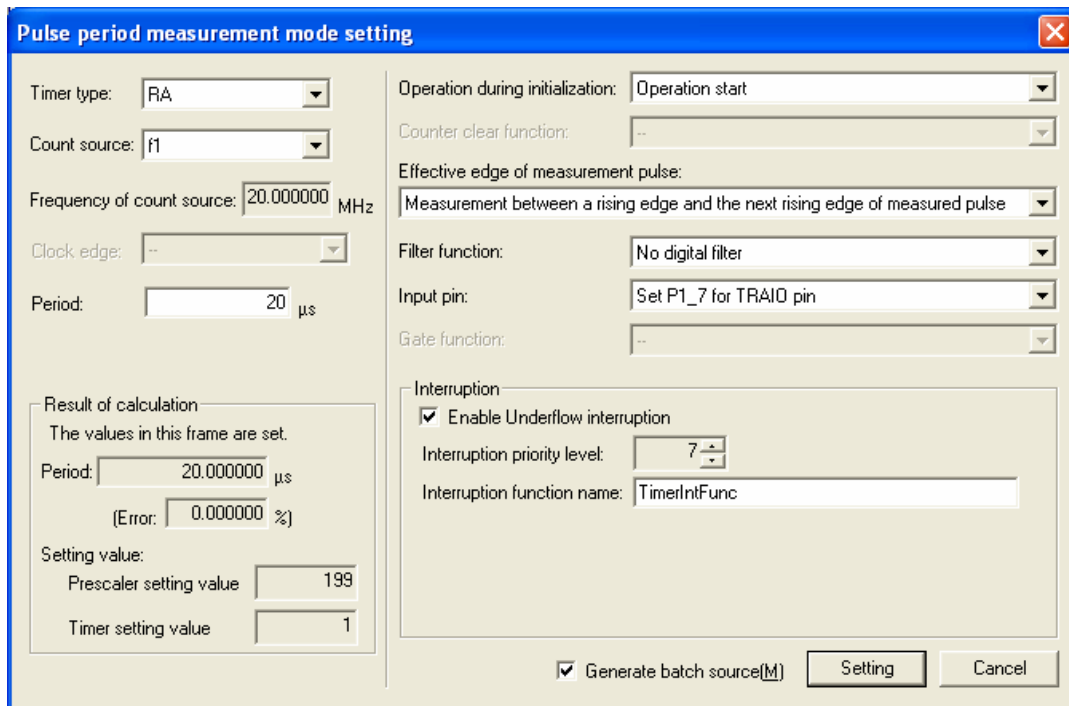 Pulse period measurement mode setting
Timer type: RA
Count source: f1
Frequency of count source: 20.000000 MHz
Clock edge: --
Period: 20 µs
Result of calculation
The values in this frame are set.
Period: 20.000000 µs
(Error: 0.000000 %)
Setting value:
Prescaler setting value 199
Timer setting value 1
Operation during initialization: Operation start
Counter clear function: --
Effective edge of measurement pulse:
Measurement between a rising edge and the next rising edge of measured pulse
Filter function: No digital filter
Input pin: Set P1_7 for TRAIO pin
Gate function: --
Interruption
Enable Underflow interruption
Interruption priority level: 7
Interruption function name: TimerIntFunc
Generate batch source(M)
Setting
Cancel